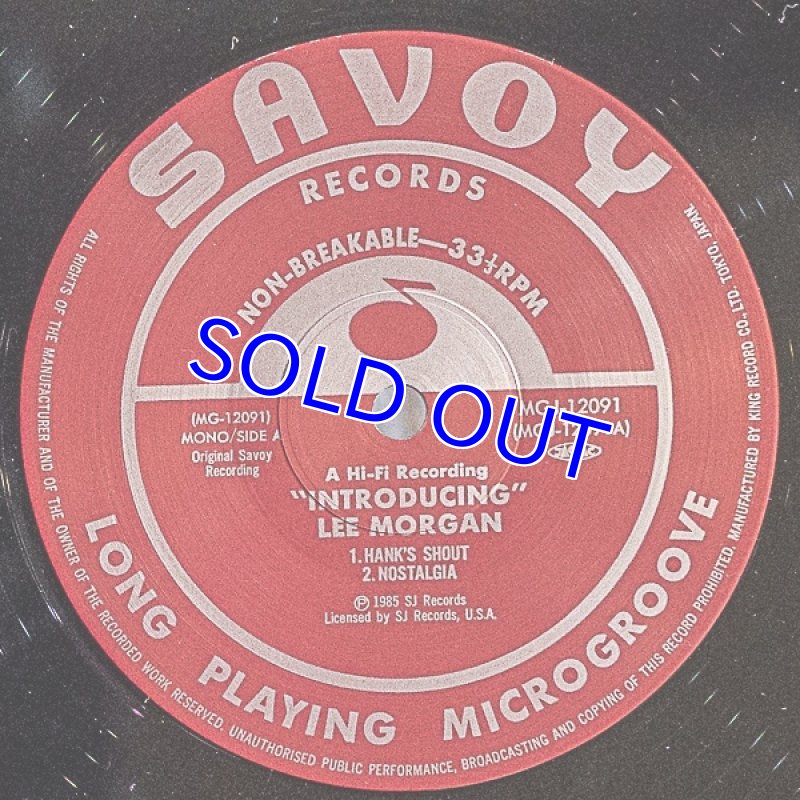 SAVOY
RECORDS
NON-BREAKABLE—33⅓RPM
SOLD OUT
(MG-12091)
MONO/SIDE A
Original Savoy
Recording
12091
A Hi-Fi Recording
"INTRODUCING"
LEE MORGAN
1.HANK'S SHOUT
2.NOSTALGIA
Ⓟ 1985 SJ Records
Licensed by SJ Records, U.S.A.
LONG PLAYING MICROGROOVE
ALL RIGHTS OF THE MANUFACTURER AND OF THE OWNER OF THE RECORDED WORK RESERVED. UNAUTHORISED PUBLIC PERFORMANCE, BROADCASTING AND COPYING OF THIS RECORD PROHIBITED. MANUFACTURED BY KING RECORD CO., LTD. TOKYO, JAPAN.